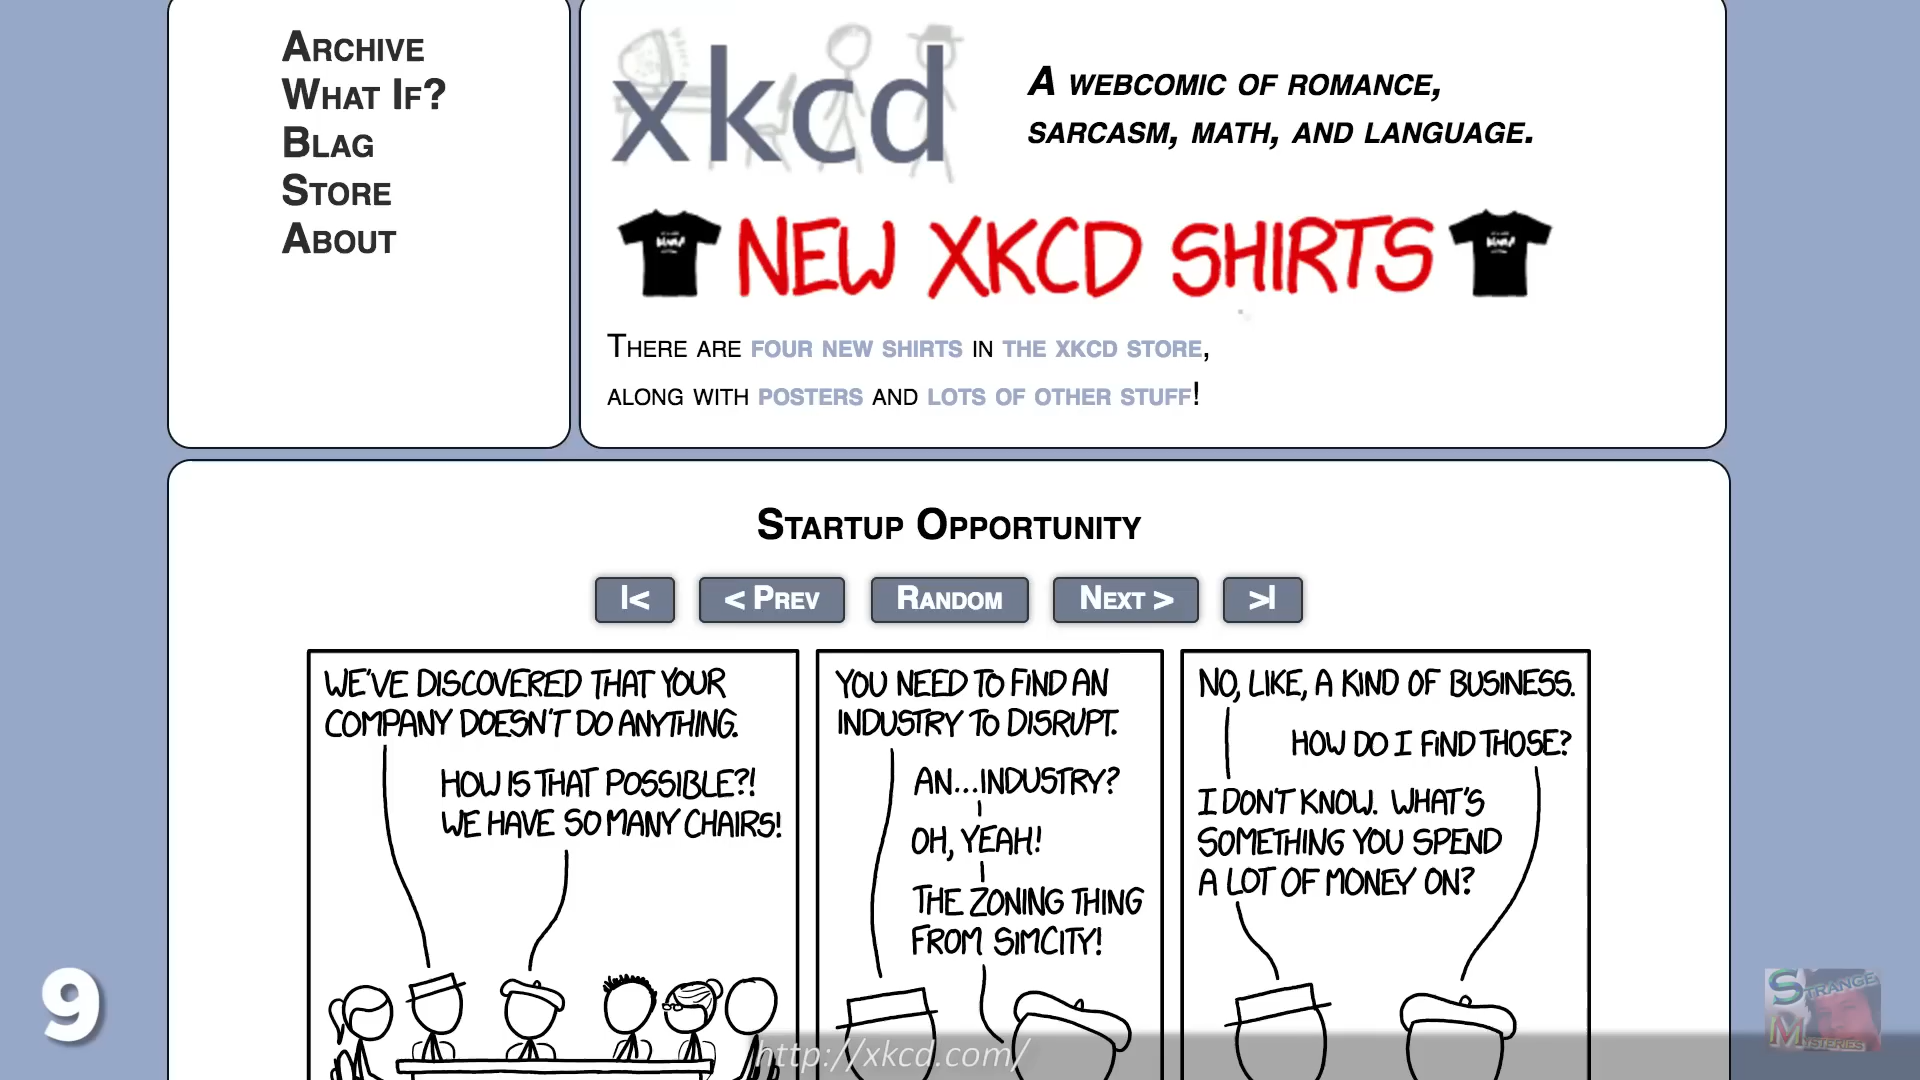 Archive
What If?
Blag
Store
About
xkcd
A webcomic of romance,
sarcasm, math, and language.
NEW XKCD SHIRTS
There are four new shirts in the xkcd store,
along with posters and lots of other stuff!
Startup Opportunity
|<
< Prev
Random
Next >
>|
WE'VE DISCOVERED THAT YOUR
COMPANY DOESN'T DO ANYTHING.
HOW IS THAT POSSIBLE?!
WE HAVE SO MANY CHAIRS!
YOU NEED TO FIND AN
INDUSTRY TO DISRUPT.
AN...INDUSTRY?
OH, YEAH!
THE ZONING THING
FROM SIMCITY!
NO, LIKE, A KIND OF BUSINESS.
HOW DO I FIND THOSE?
I DON'T KNOW. WHAT'S
SOMETHING YOU SPEND
A LOT OF MONEY ON?
9
http://xkcd.com/
STRANGE
MYSTERIES